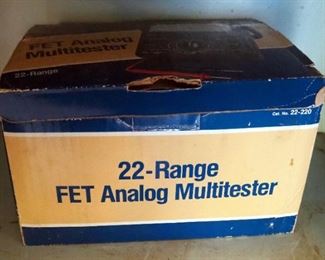 FET Analog
Multitester
22-Range
Cat. No. 22-220
22-Range
FET Analog Multitester